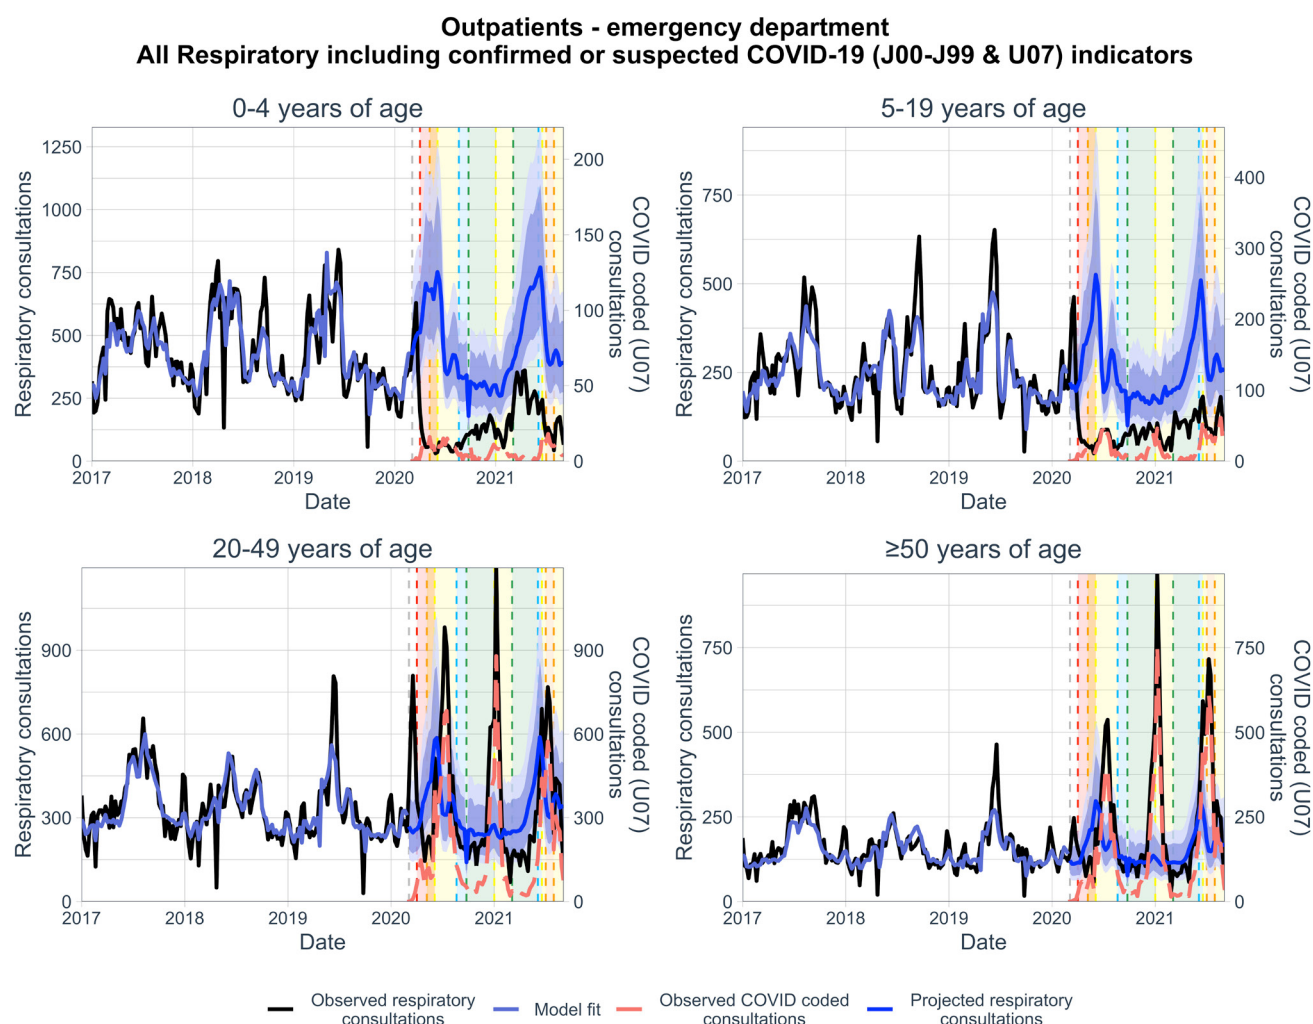 Outpatients - emergency department
All Respiratory including confirmed or suspected COVID-19 (J00-J99 & U07) indicators
0-4 years of age
Respiratory consultations
1250
1000
750
500
250
0
200
150
100
50
0
COVID coded (U07)
consultations
2017 2018 2019 2020 2021
Date
5-19 years of age
Respiratory consultations
750
500
250
0
400
300
200
100
0
COVID coded (U07)
consultations
2017 2018 2019 2020 2021
Date
20-49 years of age
Respiratory consultations
900
600
300
0
900
600
300
0
COVID coded (U07)
consultations
2017 2018 2019 2020 2021
Date
≥50 years of age
Respiratory consultations
750
500
250
0
750
500
250
0
COVID coded (U07)
consultations
2017 2018 2019 2020 2021
Date
Observed respiratory
consultations
Model fit
Observed COVID coded
consultations
Projected respiratory
consultations